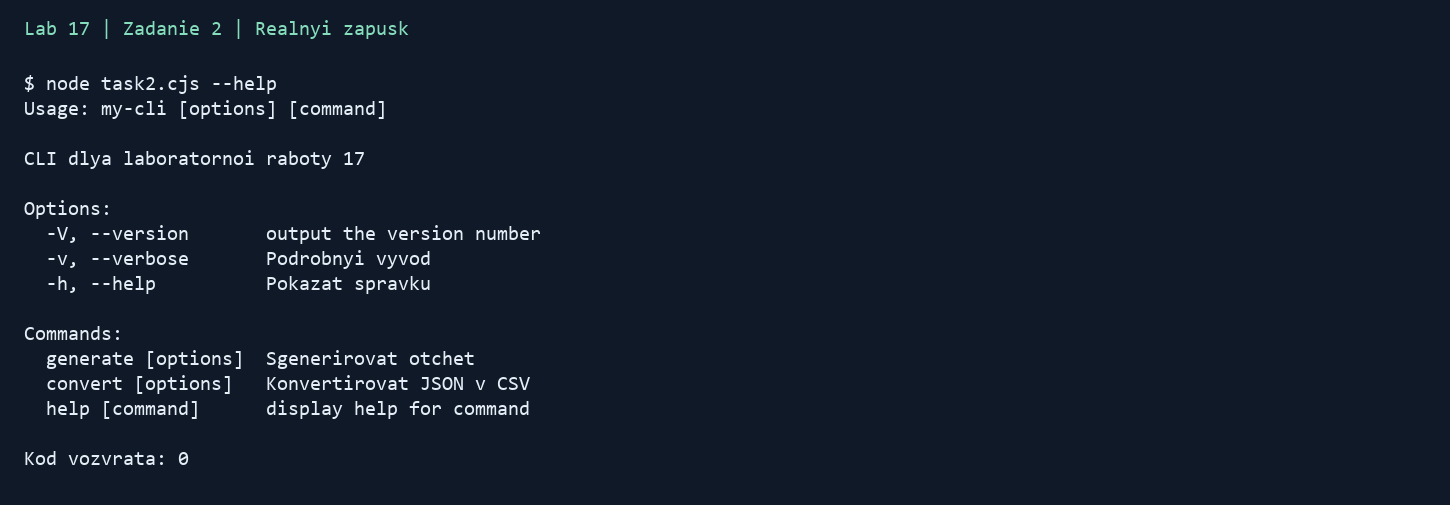 Lab 17 | Zadanie 2 | Realnyi zapusk
$ node task2.cjs --help
Usage: my-cli [options] [command]
CLI dlya laboratornoi raboty 17
Options:
  -V, --version       output the version number
  -v, --verbose       Podrobnyi vyvod
  -h, --help          Pokazat spravku
Commands:
  generate [options]  Sgenerirovat otchet
  convert [options]   Konvertirovat JSON v CSV
  help [command]      display help for command
Kod vozvrata: 0